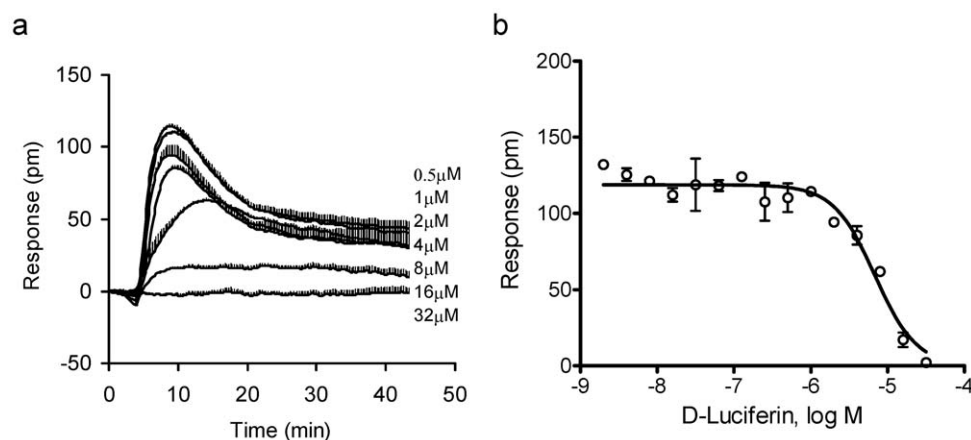 a
150
100
50
0
-50
Response (pm)
0 10 20 30 40 50
Time (min)
0.5μM
1μM
2μM
4μM
8μM
16μM
32μM
b
200
150
100
50
0
Response (pm)
-9 -8 -7 -6 -5 -4
D-Luciferin, log M